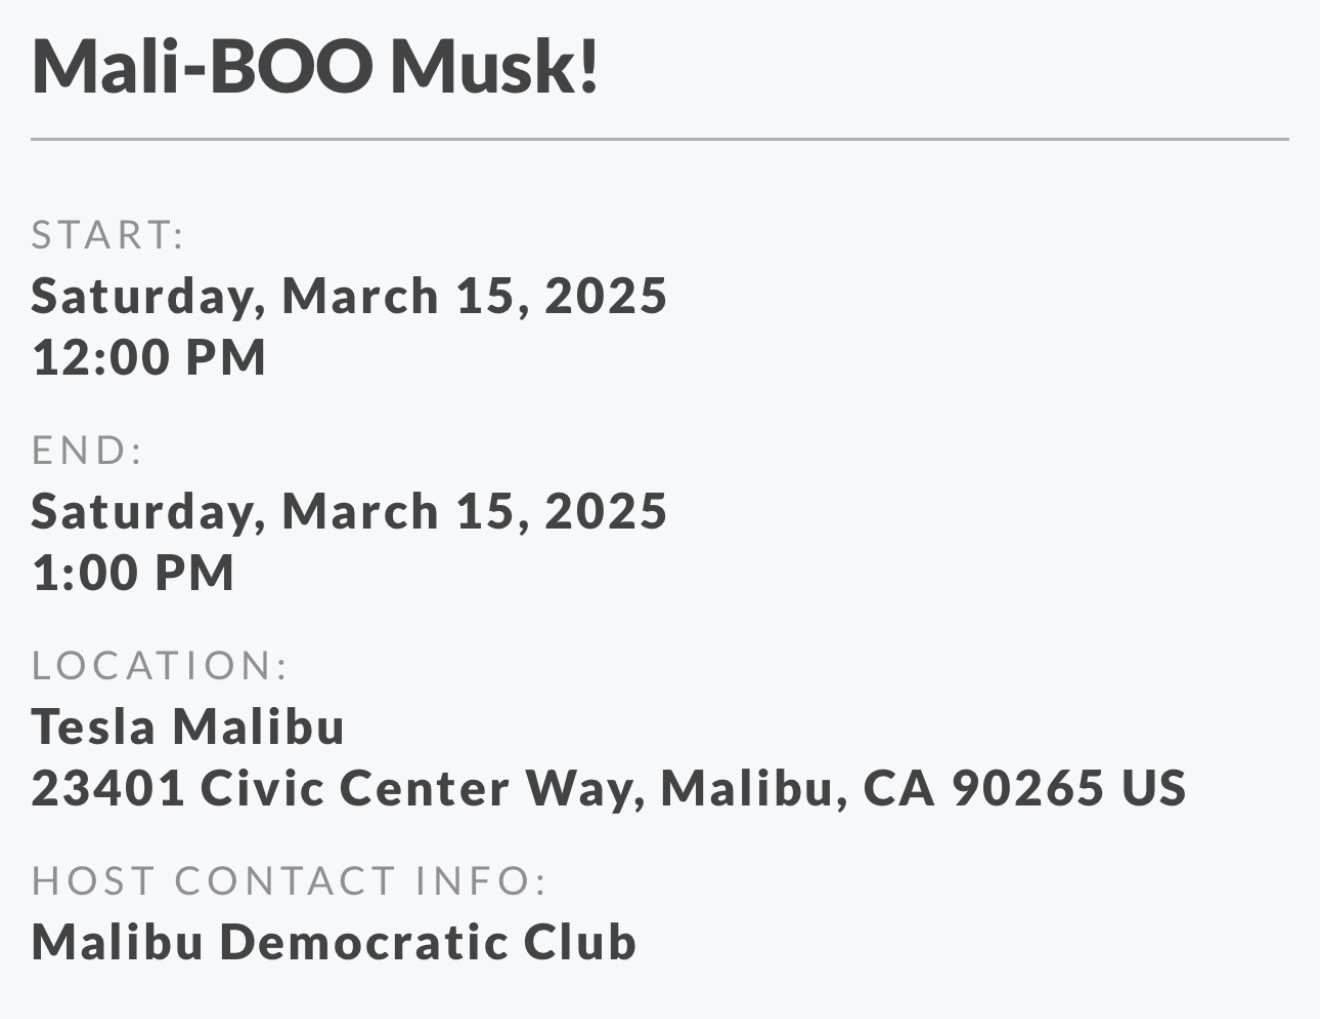 Mali-BOO Musk!
START:
Saturday, March 15, 2025
12:00 PM
END:
Saturday, March 15, 2025
1:00 PM
LOCATION:
Tesla Malibu
23401 Civic Center Way, Malibu, CA 90265 US
HOST CONTACT INFO:
Malibu Democratic Club